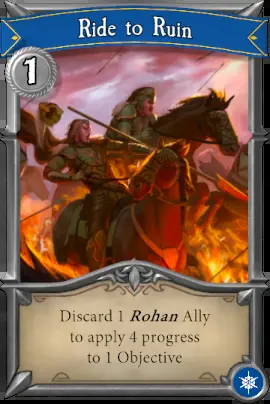 Ride to Ruin
1
Discard 1 Rohan Ally
to apply 4 progress
to 1 Objective